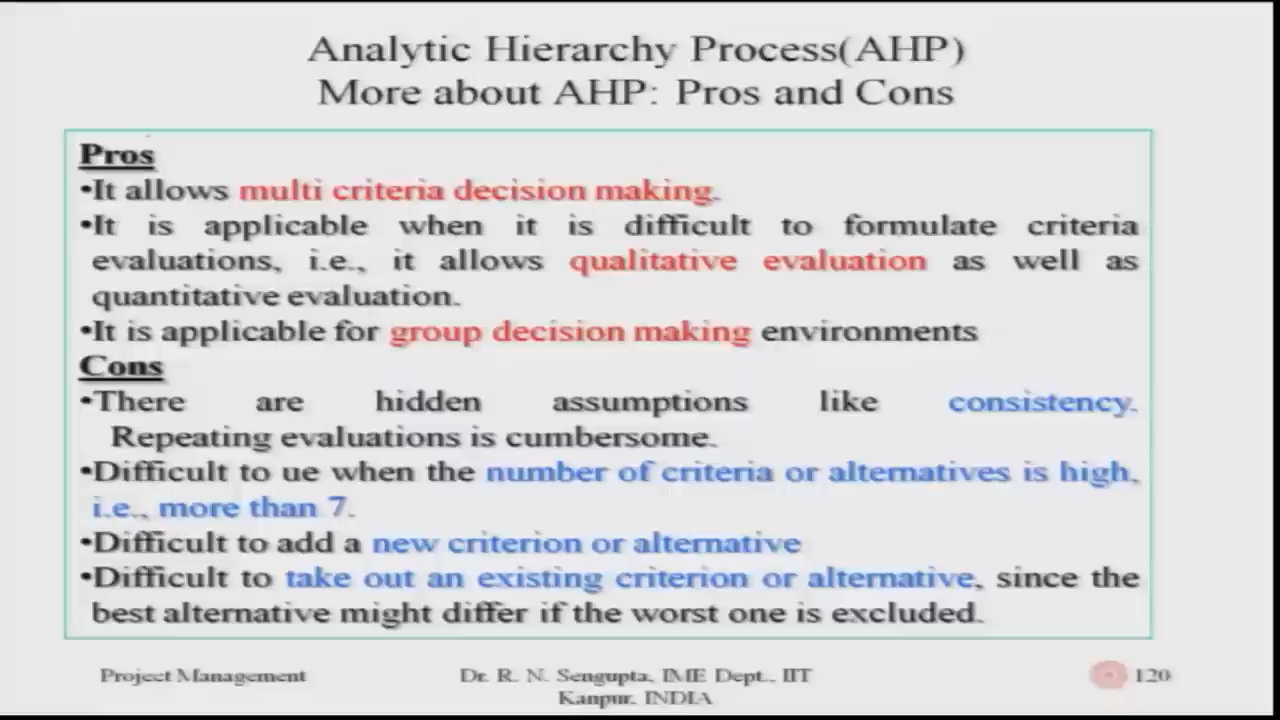 Analytic Hierarchy Process(AHP)
More about AHP: Pros and Cons
Pros
•It allows multi criteria decision making.
•It is applicable when it is difficult to formulate criteria
evaluations, i.e., it allows qualitative evaluation as well as
quantitative evaluation.
•It is applicable for group decision making environments
Cons
•There are hidden assumptions like consistency.
Repeating evaluations is cumbersome.
•Difficult to ue when the number of criteria or alternatives is high,
i.e., more than 7.
•Difficult to add a new criterion or alternative
•Difficult to take out an existing criterion or alternative, since the
best alternative might differ if the worst one is excluded.
Project Management
Dr. R. N. Sengupta, IME Dept., IIT
Kanpur, INDIA
120